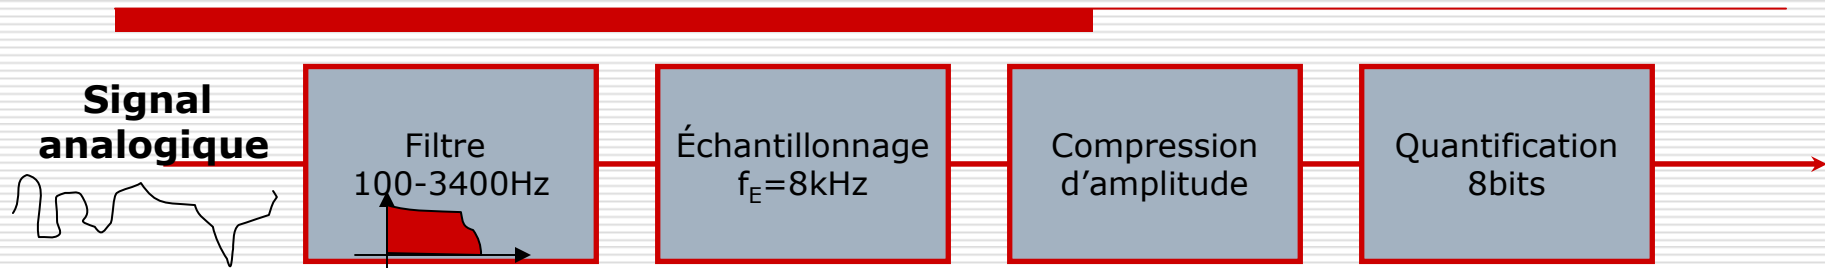 Signal
analogique
Filtre
100-3400Hz
Échantillonnage
fE=8kHz
Compression
d’amplitude
Quantification
8bits